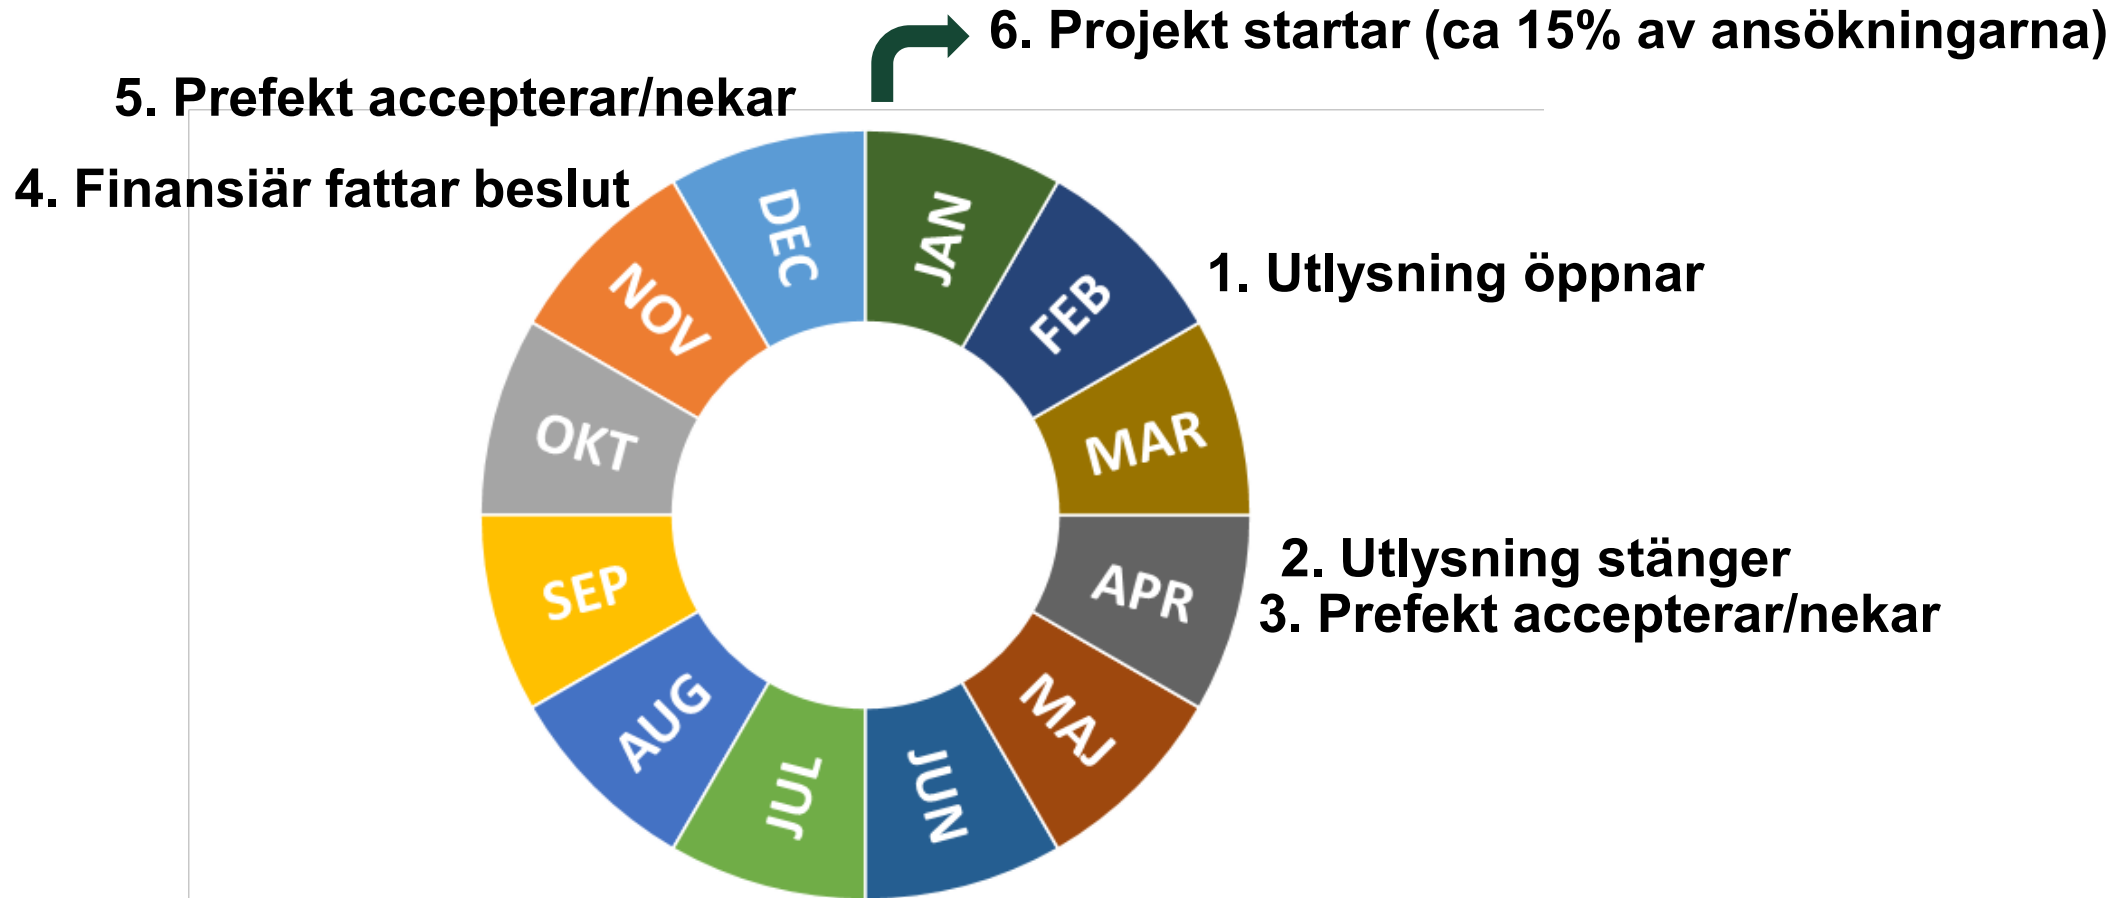 6. Projekt startar (ca 15% av ansökningarna)
5. Prefekt accepterar/nekar
4. Finansiär fattar beslut
1. Utlysning öppnar
2. Utlysning stänger
3. Prefekt accepterar/nekar
JAN
FEB
MAR
APR
MAJ
JUN
JUL
AUG
SEP
OKT
NOV
DEC